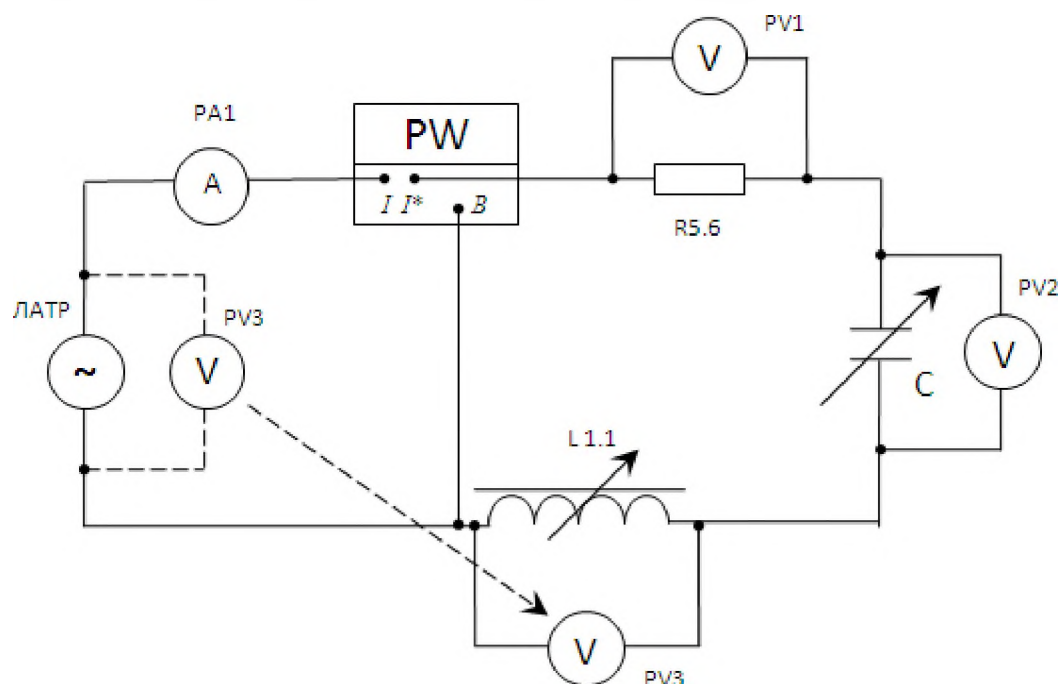 PV1
V
PA1
PW
A
I I* B
R5.6
PV2
ЛАТР
PV3
~
V
V
C
L 1.1
V
PV3